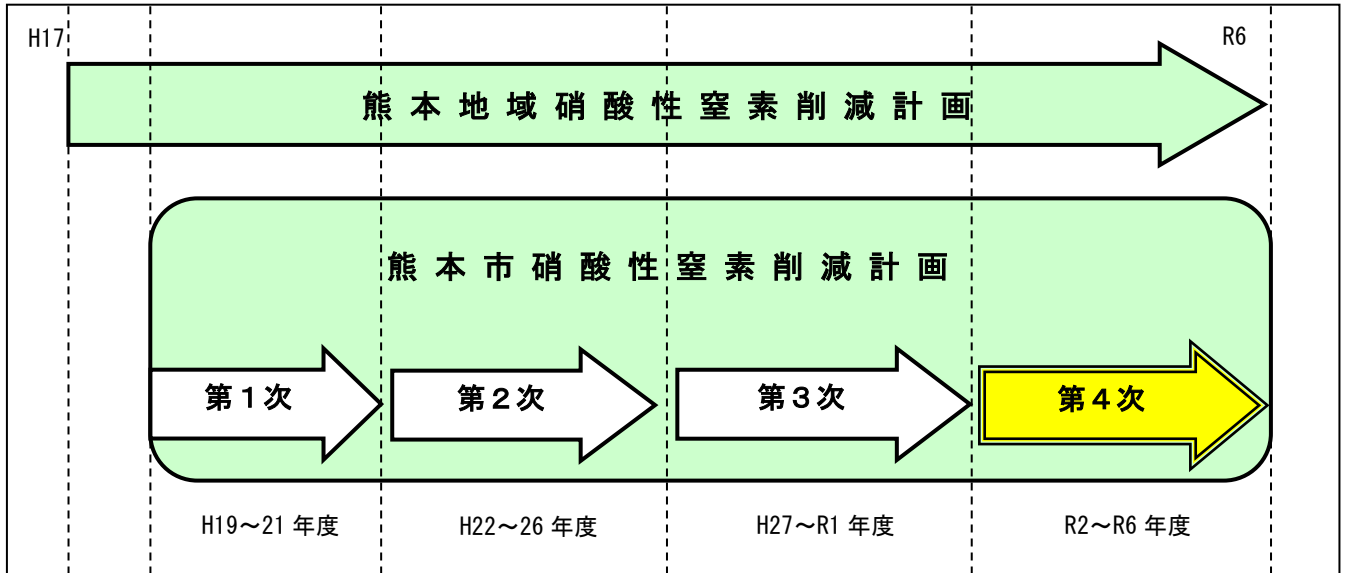 H17
R6
熊本地域硝酸性窒素削減計画
熊本市硝酸性窒素削減計画
第1次
第2次
第3次
第4次
H19～21 年度
H22～26 年度
H27～R1 年度
R2～R6 年度